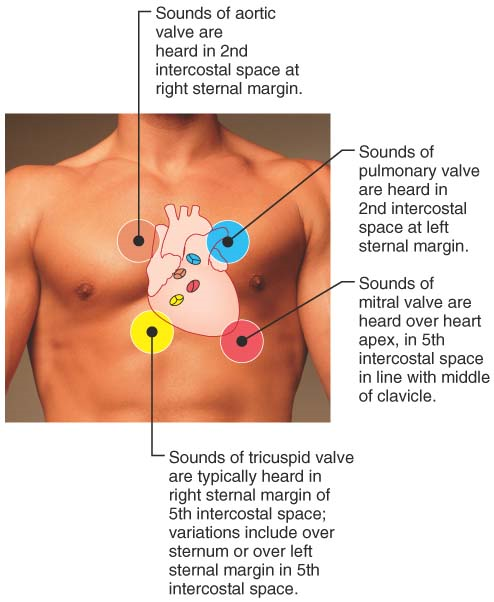 Sounds of aortic
valve are
heard in 2nd
intercostal space at
right sternal margin.
Sounds of
pulmonary valve
are heard in
2nd intercostal
space at left
sternal margin.
Sounds of
mitral valve are
heard over heart
apex, in 5th
intercostal space
in line with middle
of clavicle.
Sounds of tricuspid valve
are typically heard in
right sternal margin of
5th intercostal space;
variations include over
sternum or over left
sternal margin in 5th
intercostal space.